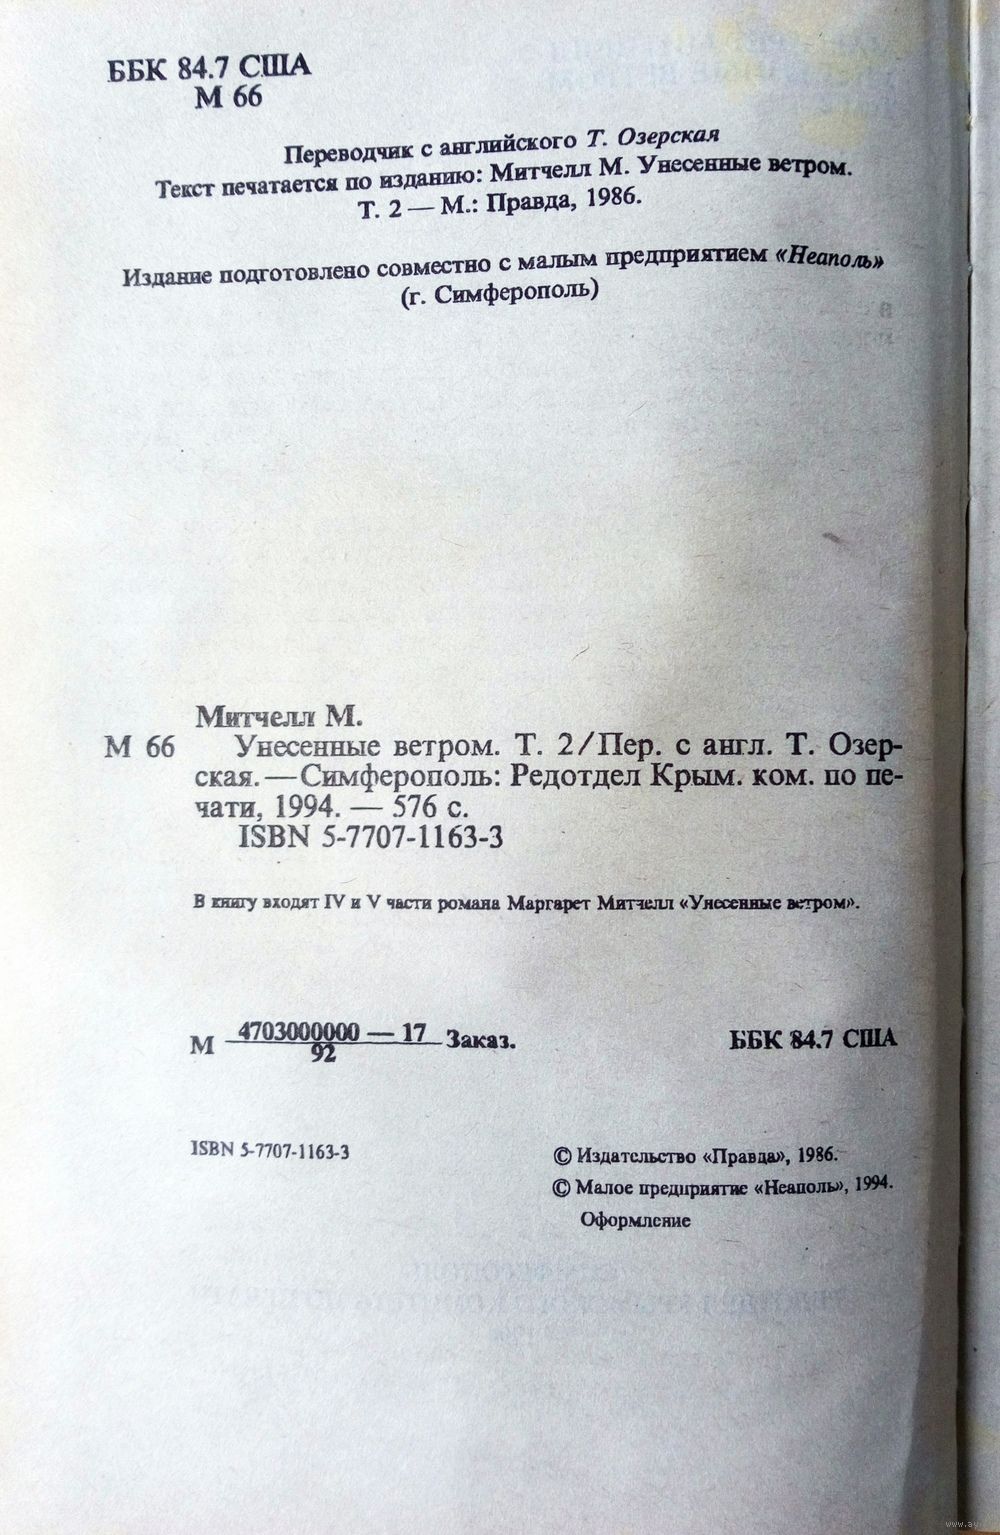 ББК 84.7 США
М 66
Переводчик с английского Т. Озерская
Текст печатается по изданию: Митчелл М. Унесенные ветром.
Т. 2 — М.: Правда, 1986.
Издание подготовлено совместно с малым предприятием «Неаполь»
(г. Симферополь)
Митчелл М.
М 66 Унесенные ветром. Т. 2/Пер. с англ. Т. Озер-
ская.—Симферополь: Редотдел Крым. ком. по пе-
чати, 1994. — 576 с.
ISBN 5-7707-1163-3
В книгу входят IV и V части романа Маргарет Митчелл «Унесенные ветром».
М 4703000000 — 17 Заказ. ББК 84.7 США
92
ISBN 5-7707-1163-3 © Издательство «Правда», 1986.
© Малое предприятие «Неаполь», 1994.
Оформление